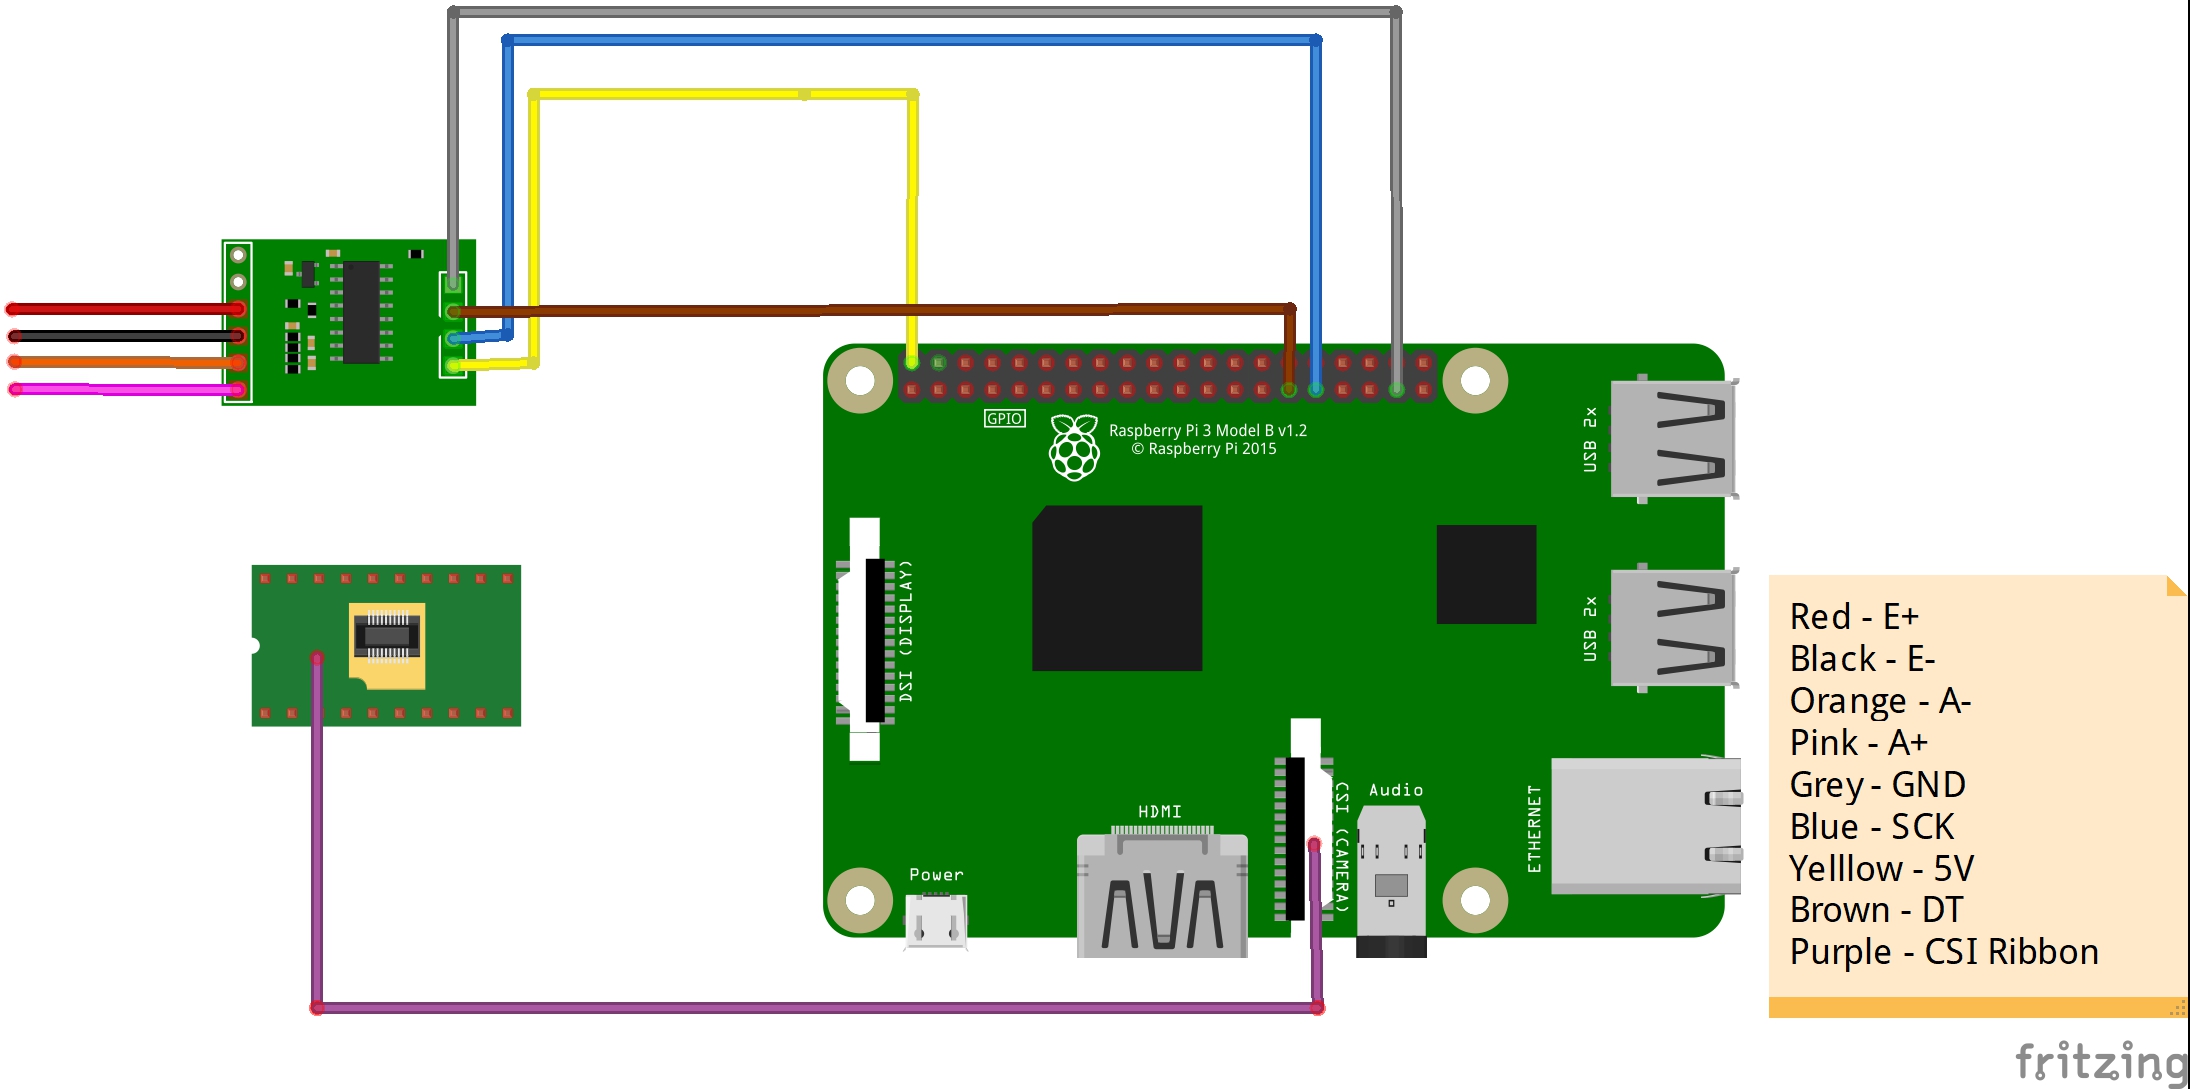 GPIO
Raspberry Pi 3 Model B v1.2
© Raspberry Pi 2015
USB 2x
DSI (DISPLAY)
USB 2x
Red - E+
Black - E-
Orange - A-
Pink - A+
Grey - GND
Blue - SCK
Yelllow - 5V
Brown - DT
Purple - CSI Ribbon
HDMI
CSI (CAMERA)
Audio
ETHERNET
Power
fritzing